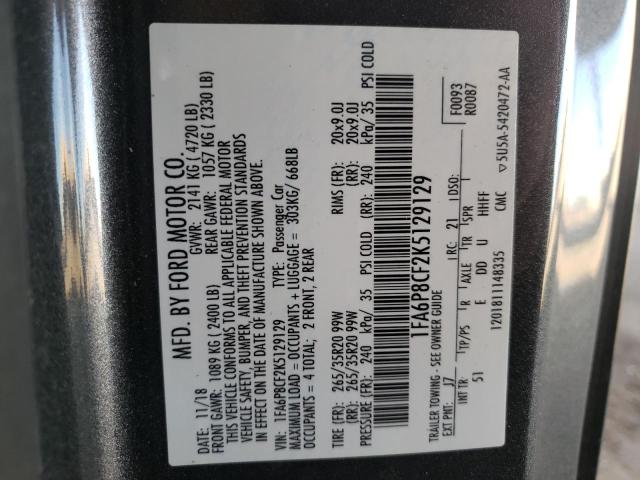 MFD. BY FORD MOTOR CO.
DATE: 11/18 GVWR: 2141 KG ( 4720 LB)
FRONT GAWR: 1089 KG ( 2400 LB) REAR GAWR: 1057 KG ( 2330 LB)
THIS VEHICLE CONFORMS TO ALL APPLICABLE FEDERAL MOTOR
VEHICLE SAFETY, BUMPER, AND THEFT PREVENTION STANDARDS
IN EFFECT ON THE DATE OF MANUFACTURE SHOWN ABOVE.
VIN: 1FA6P8CF2K5129129 TYPE: Passenger Car
MAXIMUM LOAD = OCCUPANTS + LUGGAGE = 303KG/ 668LB
OCCUPANTS = 4 TOTAL; 2 FRONT, 2 REAR
TIRE (FR): 265/35R20 99W RIMS (FR): 20x9.0J
TIRE (RR): 265/35R20 99W (RR): 20x9.0J
PRESSURE (FR): 240 kPa/ 35 PSI COLD (RR): 240 kPa/ 35 PSI COLD
1FA6P8CF2K5129129
TRAILER TOWING - SEE OWNER GUIDE
F0093
R0087
EXT PNT: J7 RC: 21 DSO:
INT TR TP/PS R AXLE TR SPR
51 E DD U HHFF
1201811148335 CMC ▽5U5A-5420472-AA